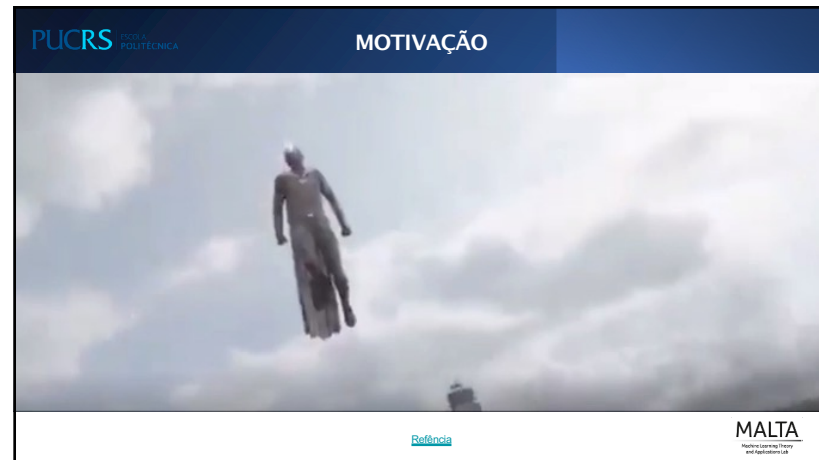 PUCRS ESCOLA
POLITÉCNICA
MOTIVAÇÃO
Refência
MALTA
Machine Learning Theory
and Applications Lab